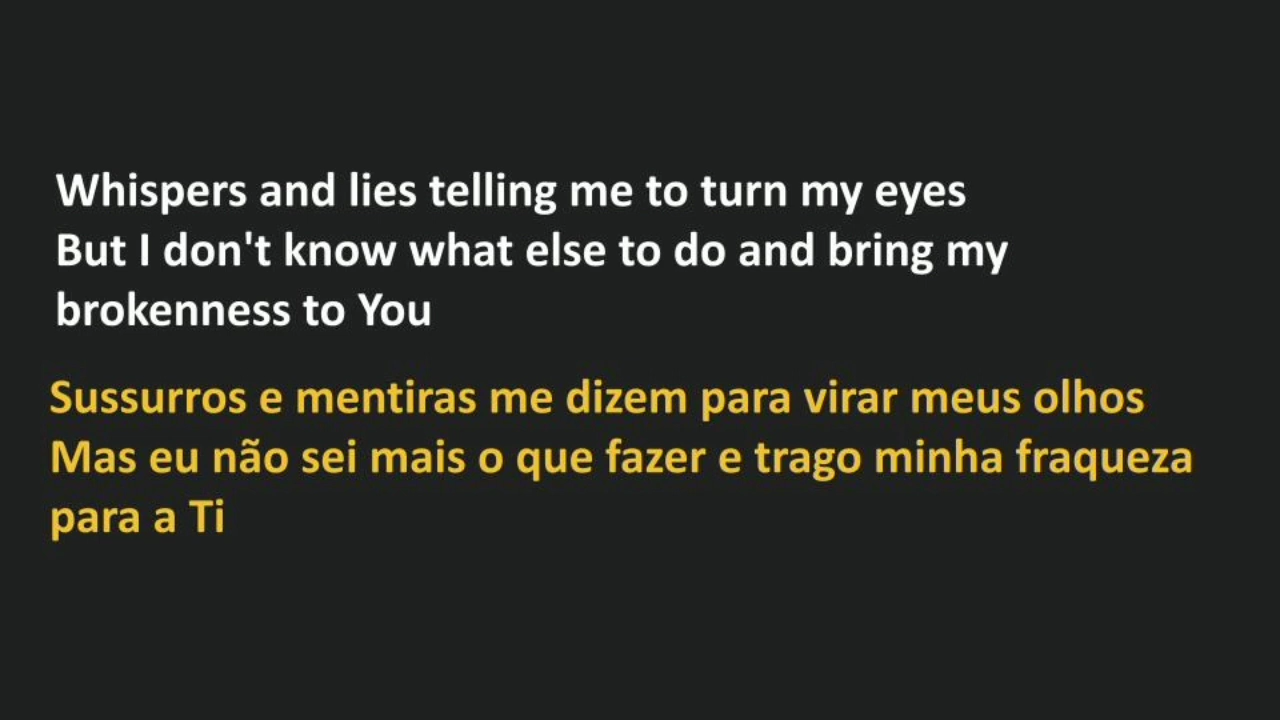 Whispers and lies telling me to turn my eyes
But I don't know what else to do and bring my
brokenness to You
Sussurros e mentiras me dizem para virar meus olhos
Mas eu não sei mais o que fazer e trago minha fraqueza
para a Ti